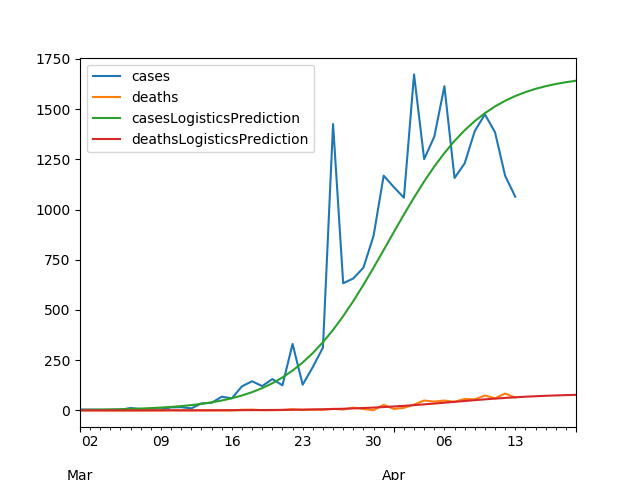 1750
1500
1250
1000
750
500
250
0
cases
deaths
casesLogisticsPrediction
deathsLogisticsPrediction
02 09 16 23 30 06 13
Mar Apr